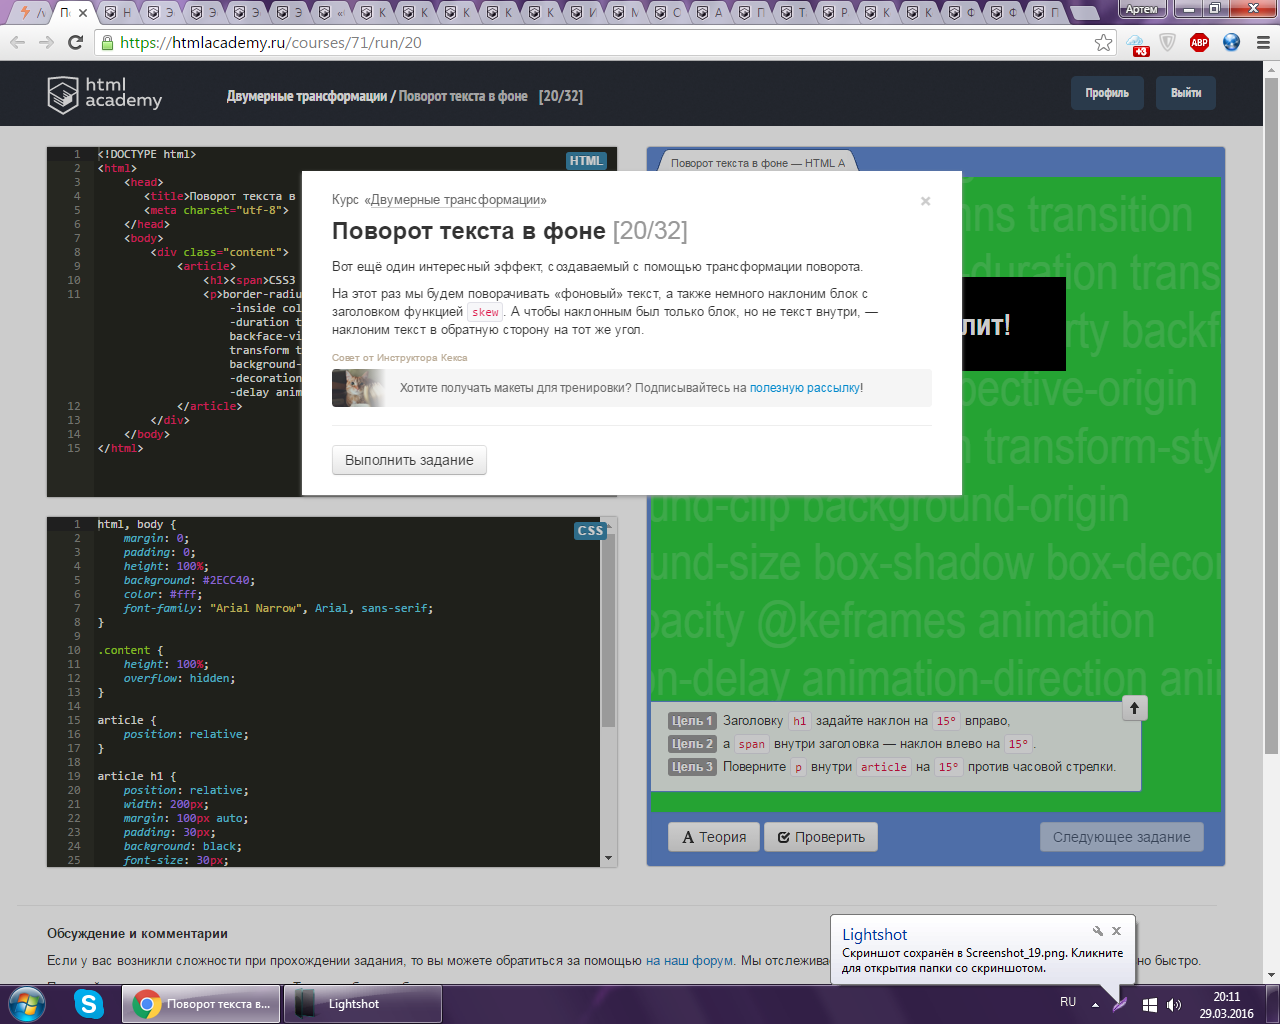 Артем
https://htmlacademy.ru/courses/71/run/20
+3
ABP
html
academy
Двумерные трансформации / Поворот текста в фоне [20/32]
Профиль
Выйти
HTML
1 <!DOCTYPE html>
2 <html>
3 <head>
4 <title>Поворот текста в
5 <meta charset="utf-8">
6 </head>
7 <body>
8 <div class="content">
9 <article>
10 <h1><span>CSS3
11 <p>border-radiu
-inside col
-duration t
backface-vi
transform t
background-
-decoration
-delay anim
12 </article>
13 </div>
14 </body>
15 </html>
Курс «Двумерные трансформации»
×
Поворот текста в фоне [20/32]
Вот ещё один интересный эффект, создаваемый с помощью трансформации поворота.
На этот раз мы будем поворачивать «фоновый» текст, а также немного наклоним блок с
заголовком функцией skew. А чтобы наклонным был только блок, но не текст внутри, —
наклоним текст в обратную сторону на тот же угол.
Совет от Инструктора Кекса
Хотите получать макеты для тренировки? Подписывайтесь на полезную рассылку!
Выполнить задание
CSS
1 html, body {
2 margin: 0;
3 padding: 0;
4 height: 100%;
5 background: #2ECC40;
6 color: #fff;
7 font-family: "Arial Narrow", Arial, sans-serif;
8 }
9
10 .content {
11 height: 100%;
12 overflow: hidden;
13 }
14
15 article {
16 position: relative;
17 }
18
19 article h1 {
20 position: relative;
21 width: 200px;
22 margin: 100px auto;
23 padding: 30px;
24 background: black;
25 font-size: 30px;
Поворот текста в фоне — HTML A
ns transition
duration trans
лит!
rty backf
pective-origin
n transform-sty
und-clip background-origin
und-size box-shadow box-decor
pacity @keframes animation
on-delay animation-direction anir
Цель 1 Заголовку h1 задайте наклон на 15° вправо,
Цель 2 а span внутри заголовка — наклон влево на 15°.
Цель 3 Поверните p внутри article на 15° против часовой стрелки.
Теория
Проверить
Следующее задание
Обсуждение и комментарии
Если у вас возникли сложности при прохождении задания, то вы можете обратиться за помощью на наш форум. Мы отслежива
но быстро.
Lightshot
Скриншот сохранён в Screenshot_19.png. Кликните
для открытия папки со скриншотом.
Поворот текста в...
Lightshot
RU
20:11
29.03.2016